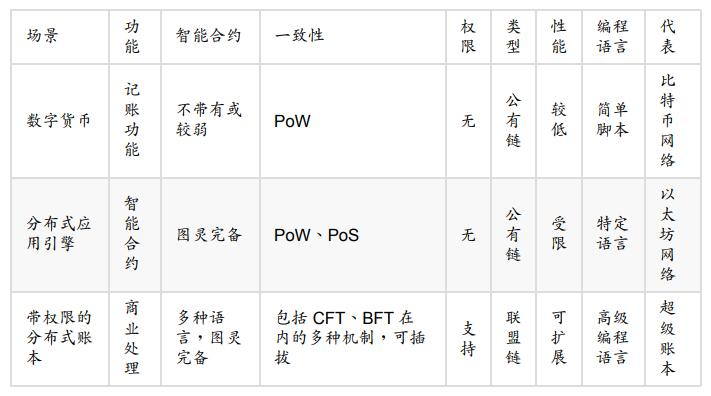 场景 功能 智能合约 一致性 权限 类型 性能 编程语言 代表
数字货币 记账功能 不带有或较弱 PoW 无 公有链 较低 简单脚本 比特币网络
分布式应用引擎 智能合约 图灵完备 PoW、PoS 无 公有链 受限 特定语言 以太坊网络
带权限的分布式账本 商业处理 多种语言，图灵完备 包括 CFT、BFT 在内的多种机制，可插拔 支持 联盟链 可扩展 高级编程语言 超级账本